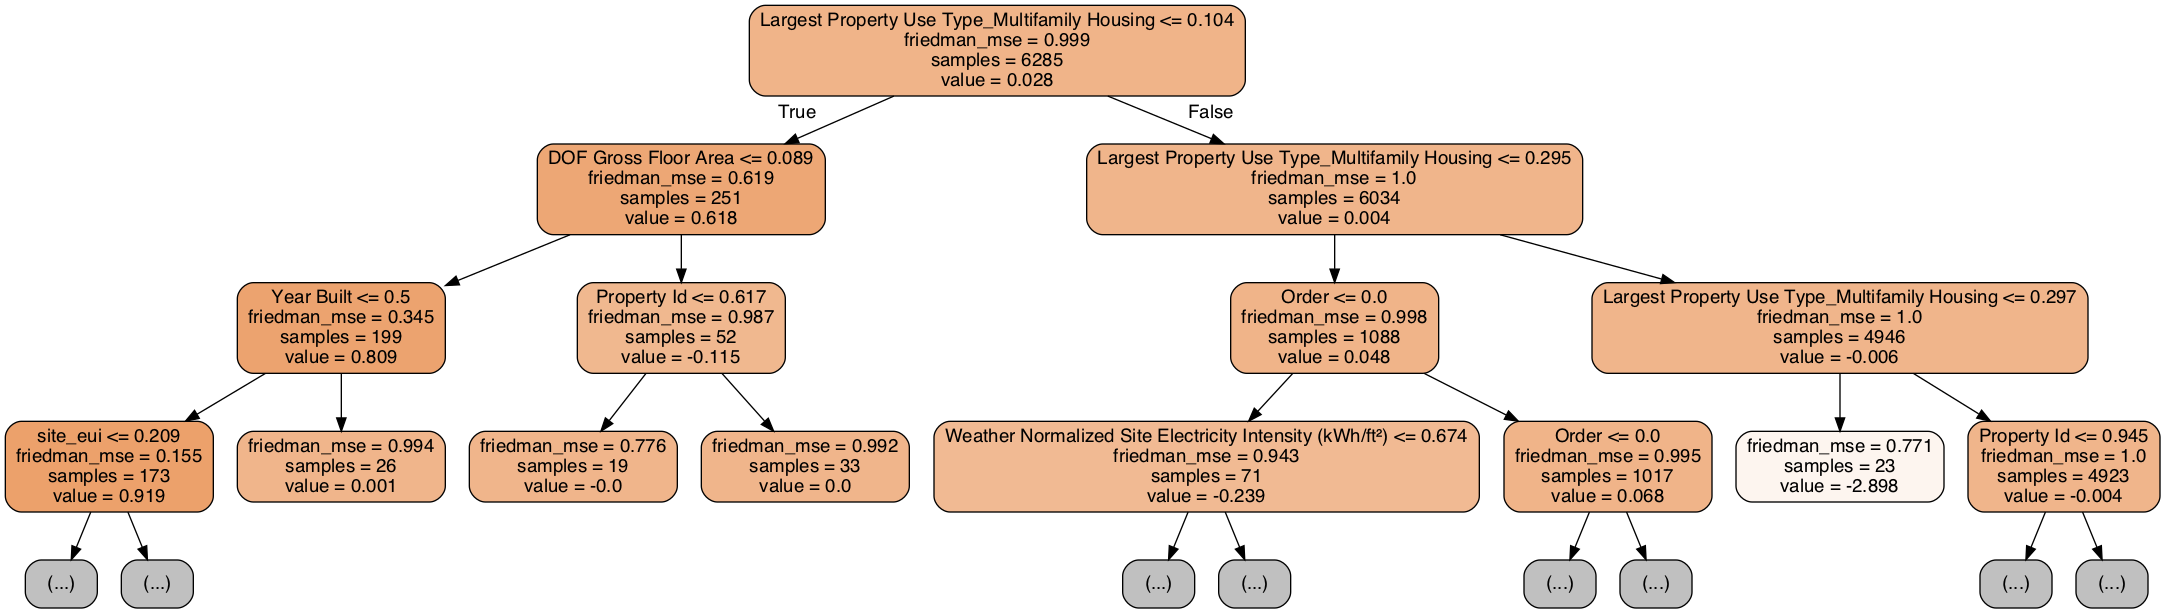 Largest Property Use Type_Multifamily Housing <= 0.104
friedman_mse = 0.999
samples = 6285
value = 0.028
True
False
DOF Gross Floor Area <= 0.089
friedman_mse = 0.619
samples = 251
value = 0.618
Largest Property Use Type_Multifamily Housing <= 0.295
friedman_mse = 1.0
samples = 6034
value = 0.004
Year Built <= 0.5
friedman_mse = 0.345
samples = 199
value = 0.809
Property Id <= 0.617
friedman_mse = 0.987
samples = 52
value = -0.115
Order <= 0.0
friedman_mse = 0.998
samples = 1088
value = 0.048
Largest Property Use Type_Multifamily Housing <= 0.297
friedman_mse = 1.0
samples = 4946
value = -0.006
site_eui <= 0.209
friedman_mse = 0.155
samples = 173
value = 0.919
friedman_mse = 0.994
samples = 26
value = 0.001
friedman_mse = 0.776
samples = 19
value = -0.0
friedman_mse = 0.992
samples = 33
value = 0.0
Weather Normalized Site Electricity Intensity (kWh/ft²) <= 0.674
friedman_mse = 0.943
samples = 71
value = -0.239
Order <= 0.0
friedman_mse = 0.995
samples = 1017
value = 0.068
friedman_mse = 0.771
samples = 23
value = -2.898
Property Id <= 0.945
friedman_mse = 1.0
samples = 4923
value = -0.004
(...)
(...)
(...)
(...)
(...)
(...)
(...)
(...)